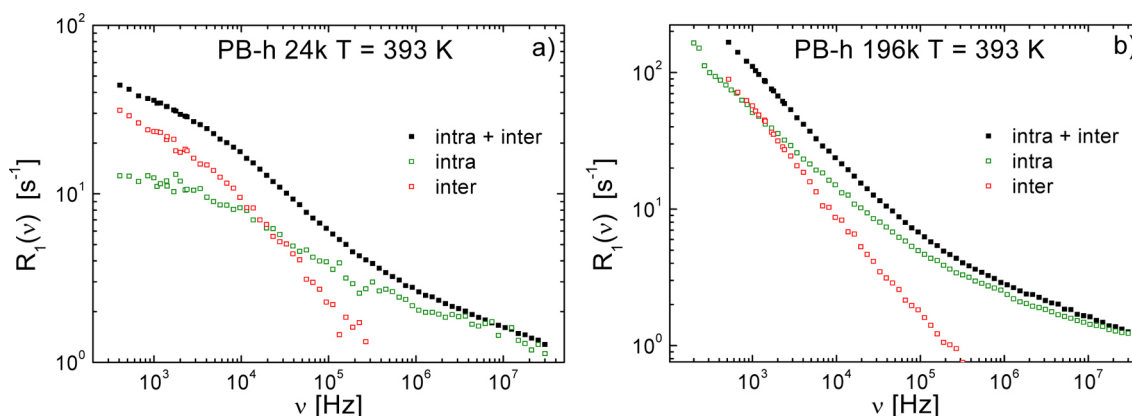 PB-h 24k T = 393 K
a)
10²
10¹
10⁰
R₁(ν) [s⁻¹]
intra + inter
intra
inter
10³ 10⁴ 10⁵ 10⁶ 10⁷
ν [Hz]
PB-h 196k T = 393 K
b)
10²
10¹
10⁰
R₁(ν) [s⁻¹]
intra + inter
intra
inter
10³ 10⁴ 10⁵ 10⁶ 10⁷
ν [Hz]